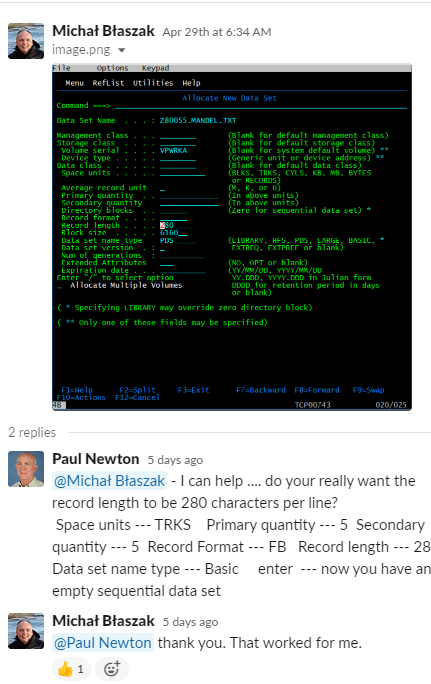 Michał Błaszak Apr 29th at 6:34 AM
image.png
File Options Keypad
Menu RefList Utilities Help
Allocate New Data Set
Command ===>
Data Set Name . . . : Z80055.MANDEL.TXT
Management class . . . (Blank for default management class)
Storage class . . . . (Blank for default storage class)
Volume serial . . . . VPWRKA (Blank for system default volume) **
Device type . . . . . (Generic unit or device address) **
Data class . . . . . . (Blank for default data class)
Space units . . . . . (BLKS, TRKS, CYLS, KB, MB, BYTES
or RECORDS)
Average record unit _ (M, K, or U)
Primary quantity . . (In above units)
Secondary quantity (In above units)
Directory blocks . . (Zero for sequential data set) *
Record format . . . .
Record length . . . . 280
Block size . . . . . 6160
Data set name type PDS (LIBRARY, HFS, PDS, LARGE, BASIC, *
Data set version . : _ EXTREQ, EXTPREF or blank)
Num of generations :
Extended Attributes (NO, OPT or blank)
Expiration date . . . (YY/MM/DD, YYYY/MM/DD
Enter "/" to select option YY.DDD, YYYY.DDD in Julian form
_ Allocate Multiple Volumes DDDD for retention period in days
or blank)
( * Specifying LIBRARY may override zero directory block)
( ** Only one of these fields may be specified)
F1=Help F2=Split F3=Exit F7=Backward F8=Forward F9=Swap
F10=Actions F12=Cancel
4B TCP00743 020/025
2 replies
Paul Newton 5 days ago
@Michał Błaszak - I can help .... do your really want the
record length to be 280 characters per line?
Space units --- TRKS Primary quantity --- 5 Secondary
quantity --- 5 Record Format --- FB Record length --- 28
Data set name type --- Basic enter --- now you have an
empty sequential data set
Michał Błaszak 5 days ago
@Paul Newton thank you. That worked for me.
👍 1